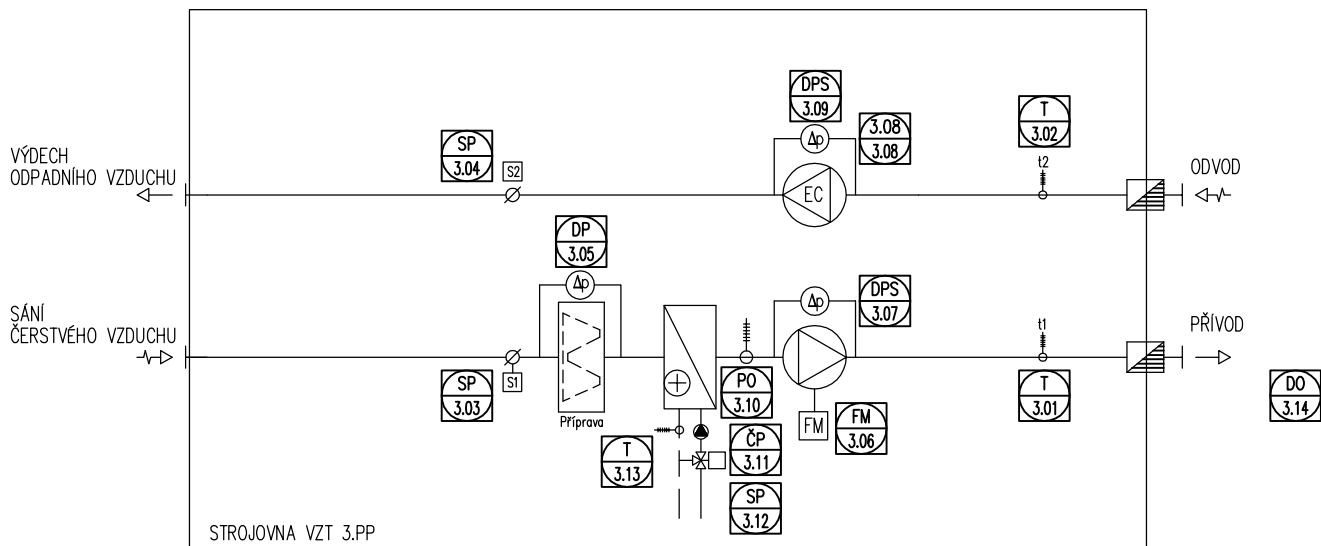 DPS
3.09
T
3.02
SP
3.04
3.08
3.08
Δp
VÝDECH
ODPADNÍHO VZDUCHU
S2
EC
t2
ODVOD
DP
3.05
Δp
DPS
3.07
Δp
SÁNÍ
ČERSTVÉHO VZDUCHU
t1
PŘÍVOD
S1
SP
3.03
PO
3.10
T
3.01
DO
3.14
Příprava
FM
FM
3.06
T
3.13
ČP
3.11
SP
3.12
STROJOVNA VZT 3.PP